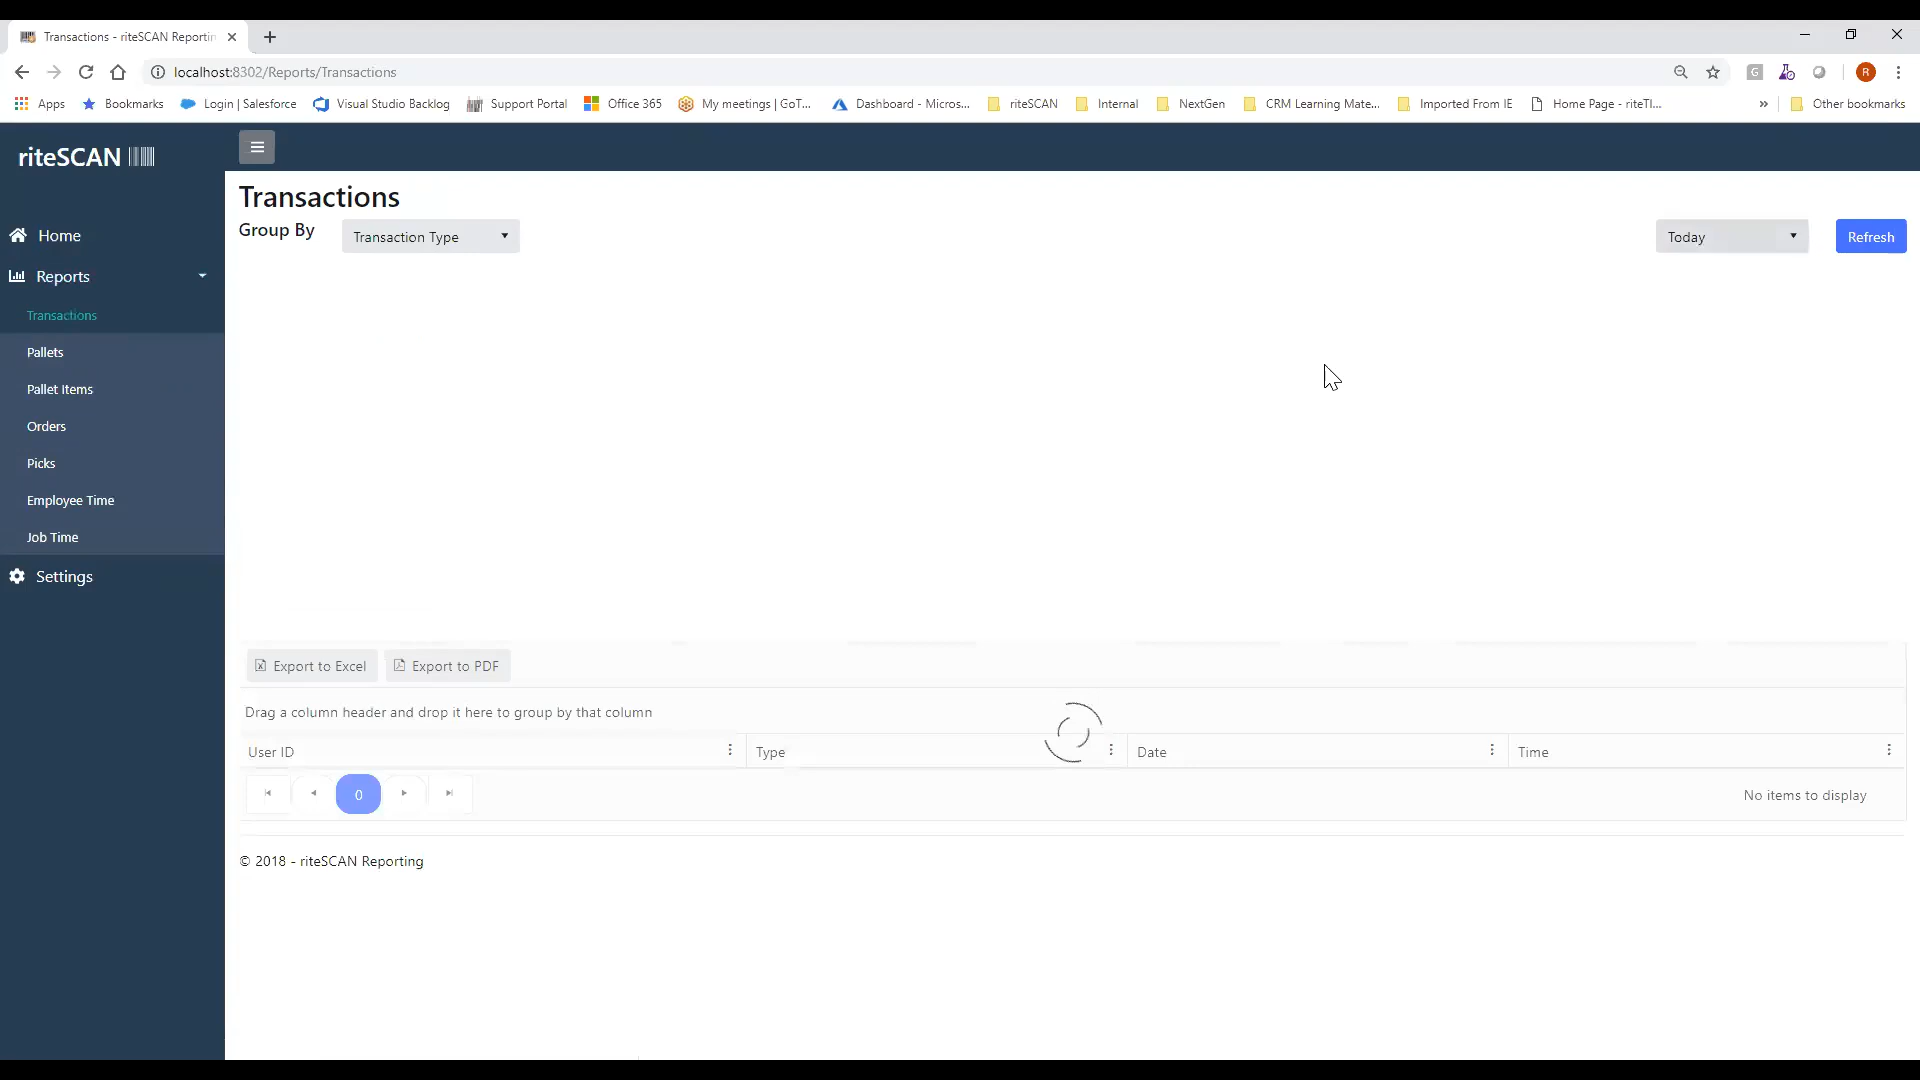 Transactions - riteSCAN Reportin
localhost:8302/Reports/Transactions
Apps Bookmarks Login | Salesforce Visual Studio Backlog Support Portal Office 365 My meetings | GoT... Dashboard - Micros... riteSCAN Internal NextGen CRM Learning Mate... Imported From IE Home Page - riteTI... » Other bookmarks
riteSCAN
Transactions
Group By Transaction Type Today Refresh
Home
Reports
Transactions
Pallets
Pallet Items
Orders
Picks
Employee Time
Job Time
Settings
Export to Excel Export to PDF
Drag a column header and drop it here to group by that column
User ID Type Date Time
0 No items to display
© 2018 - riteSCAN Reporting